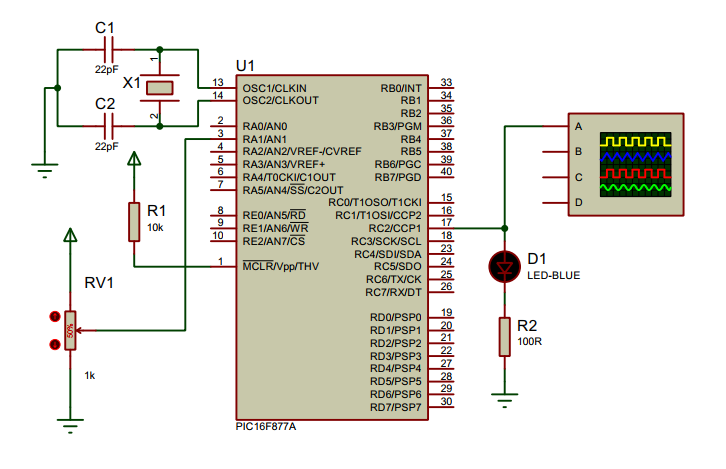 C1
22pF
X1
1
2
C2
22pF
R1
10k
RV1
50%
1k
U1
13 OSC1/CLKIN
14 OSC2/CLKOUT
2 RA0/AN0
3 RA1/AN1
4 RA2/AN2/VREF-/CVREF
5 RA3/AN3/VREF+
6 RA4/T0CKI/C1OUT
7 RA5/AN4/SS/C2OUT
8 RE0/AN5/RD
9 RE1/AN6/WR
10 RE2/AN7/CS
1 MCLR/Vpp/THV
RB0/INT 33
RB1 34
RB2 35
RB3/PGM 36
RB4 37
RB5 38
RB6/PGC 39
RB7/PGD 40
RC0/T1OSO/T1CKI 15
RC1/T1OSI/CCP2 16
RC2/CCP1 17
RC3/SCK/SCL 18
RC4/SDI/SDA 23
RC5/SDO 24
RC6/TX/CK 25
RC7/RX/DT 26
RD0/PSP0 19
RD1/PSP1 20
RD2/PSP2 21
RD3/PSP3 22
RD4/PSP4 27
RD5/PSP5 28
RD6/PSP6 29
RD7/PSP7 30
PIC16F877A
A
B
C
D
D1
LED-BLUE
R2
100R